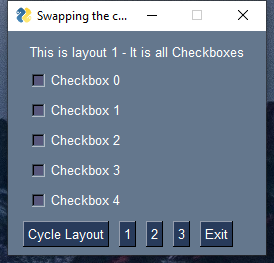 Swapping the c...
This is layout 1 - It is all Checkboxes
Checkbox 0
Checkbox 1
Checkbox 2
Checkbox 3
Checkbox 4
Cycle Layout 1 2 3 Exit